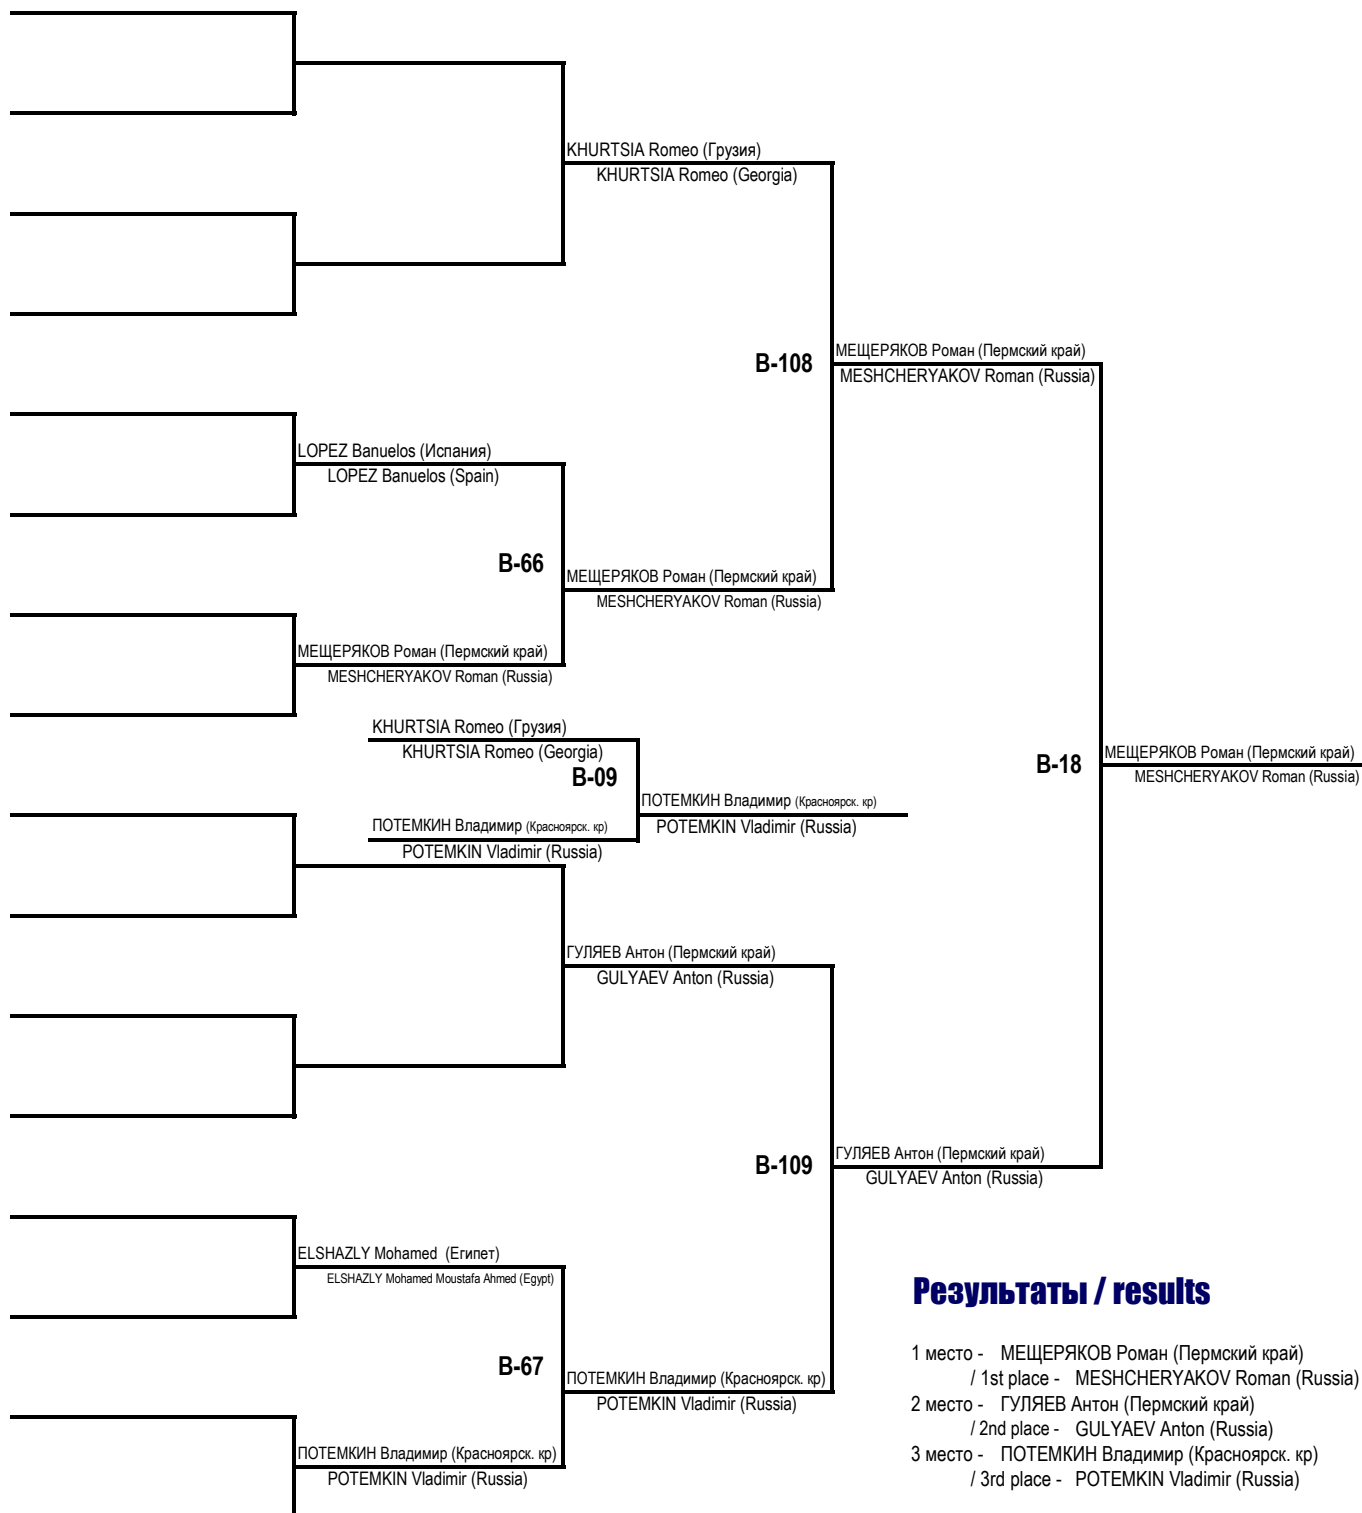 KHURTSIA Romeo (Грузия)
KHURTSIA Romeo (Georgia)
B-108
МЕЩЕРЯКОВ Роман (Пермский край)
MESHCHERYAKOV Roman (Russia)
LOPEZ Banuelos (Испания)
LOPEZ Banuelos (Spain)
B-66
МЕЩЕРЯКОВ Роман (Пермский край)
MESHCHERYAKOV Roman (Russia)
МЕЩЕРЯКОВ Роман (Пермский край)
MESHCHERYAKOV Roman (Russia)
KHURTSIA Romeo (Грузия)
KHURTSIA Romeo (Georgia)
B-09
B-18
МЕЩЕРЯКОВ Роман (Пермский край)
MESHCHERYAKOV Roman (Russia)
ПОТЕМКИН Владимир (Красноярск. кр)
POTEMKIN Vladimir (Russia)
ПОТЕМКИН Владимир (Красноярск. кр)
POTEMKIN Vladimir (Russia)
ГУЛЯЕВ Антон (Пермский край)
GULYAEV Anton (Russia)
B-109
ГУЛЯЕВ Антон (Пермский край)
GULYAEV Anton (Russia)
ELSHAZLY Mohamed (Египет)
ELSHAZLY Mohamed Moustafa Ahmed (Egypt)
B-67
ПОТЕМКИН Владимир (Красноярск. кр)
POTEMKIN Vladimir (Russia)
ПОТЕМКИН Владимир (Красноярск. кр)
POTEMKIN Vladimir (Russia)
Результаты / results
1 место - МЕЩЕРЯКОВ Роман (Пермский край)
/ 1st place - MESHCHERYAKOV Roman (Russia)
2 место - ГУЛЯЕВ Антон (Пермский край)
/ 2nd place - GULYAEV Anton (Russia)
3 место - ПОТЕМКИН Владимир (Красноярск. кр)
/ 3rd place - POTEMKIN Vladimir (Russia)